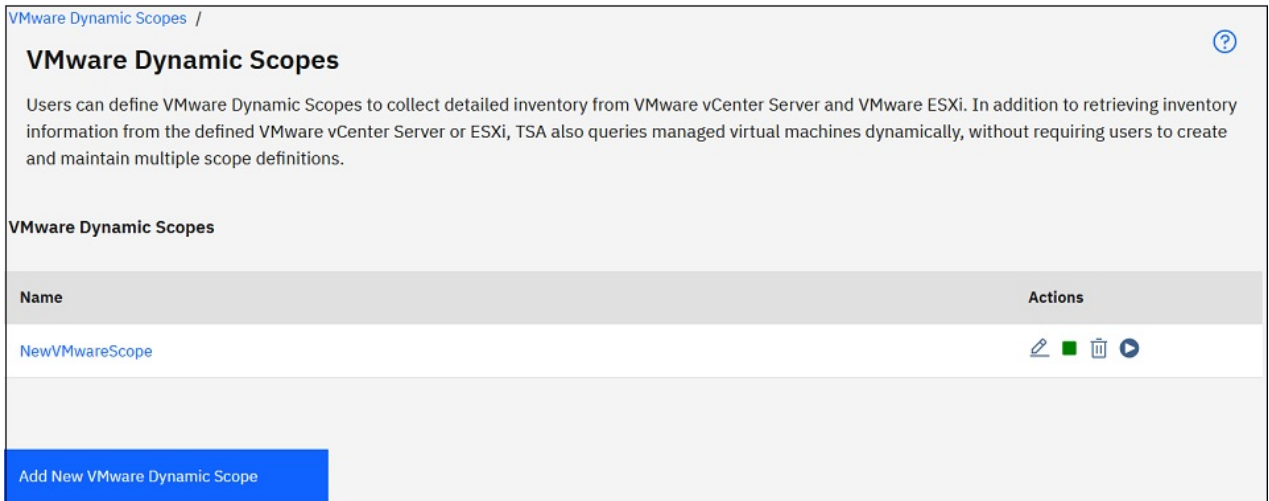 VMware Dynamic Scopes /
VMware Dynamic Scopes
Users can define VMware Dynamic Scopes to collect detailed inventory from VMware vCenter Server and VMware ESXi. In addition to retrieving inventory
information from the defined VMware vCenter Server or ESXi, TSA also queries managed virtual machines dynamically, without requiring users to create
and maintain multiple scope definitions.
VMware Dynamic Scopes
Name Actions
NewVMwareScope
Add New VMware Dynamic Scope